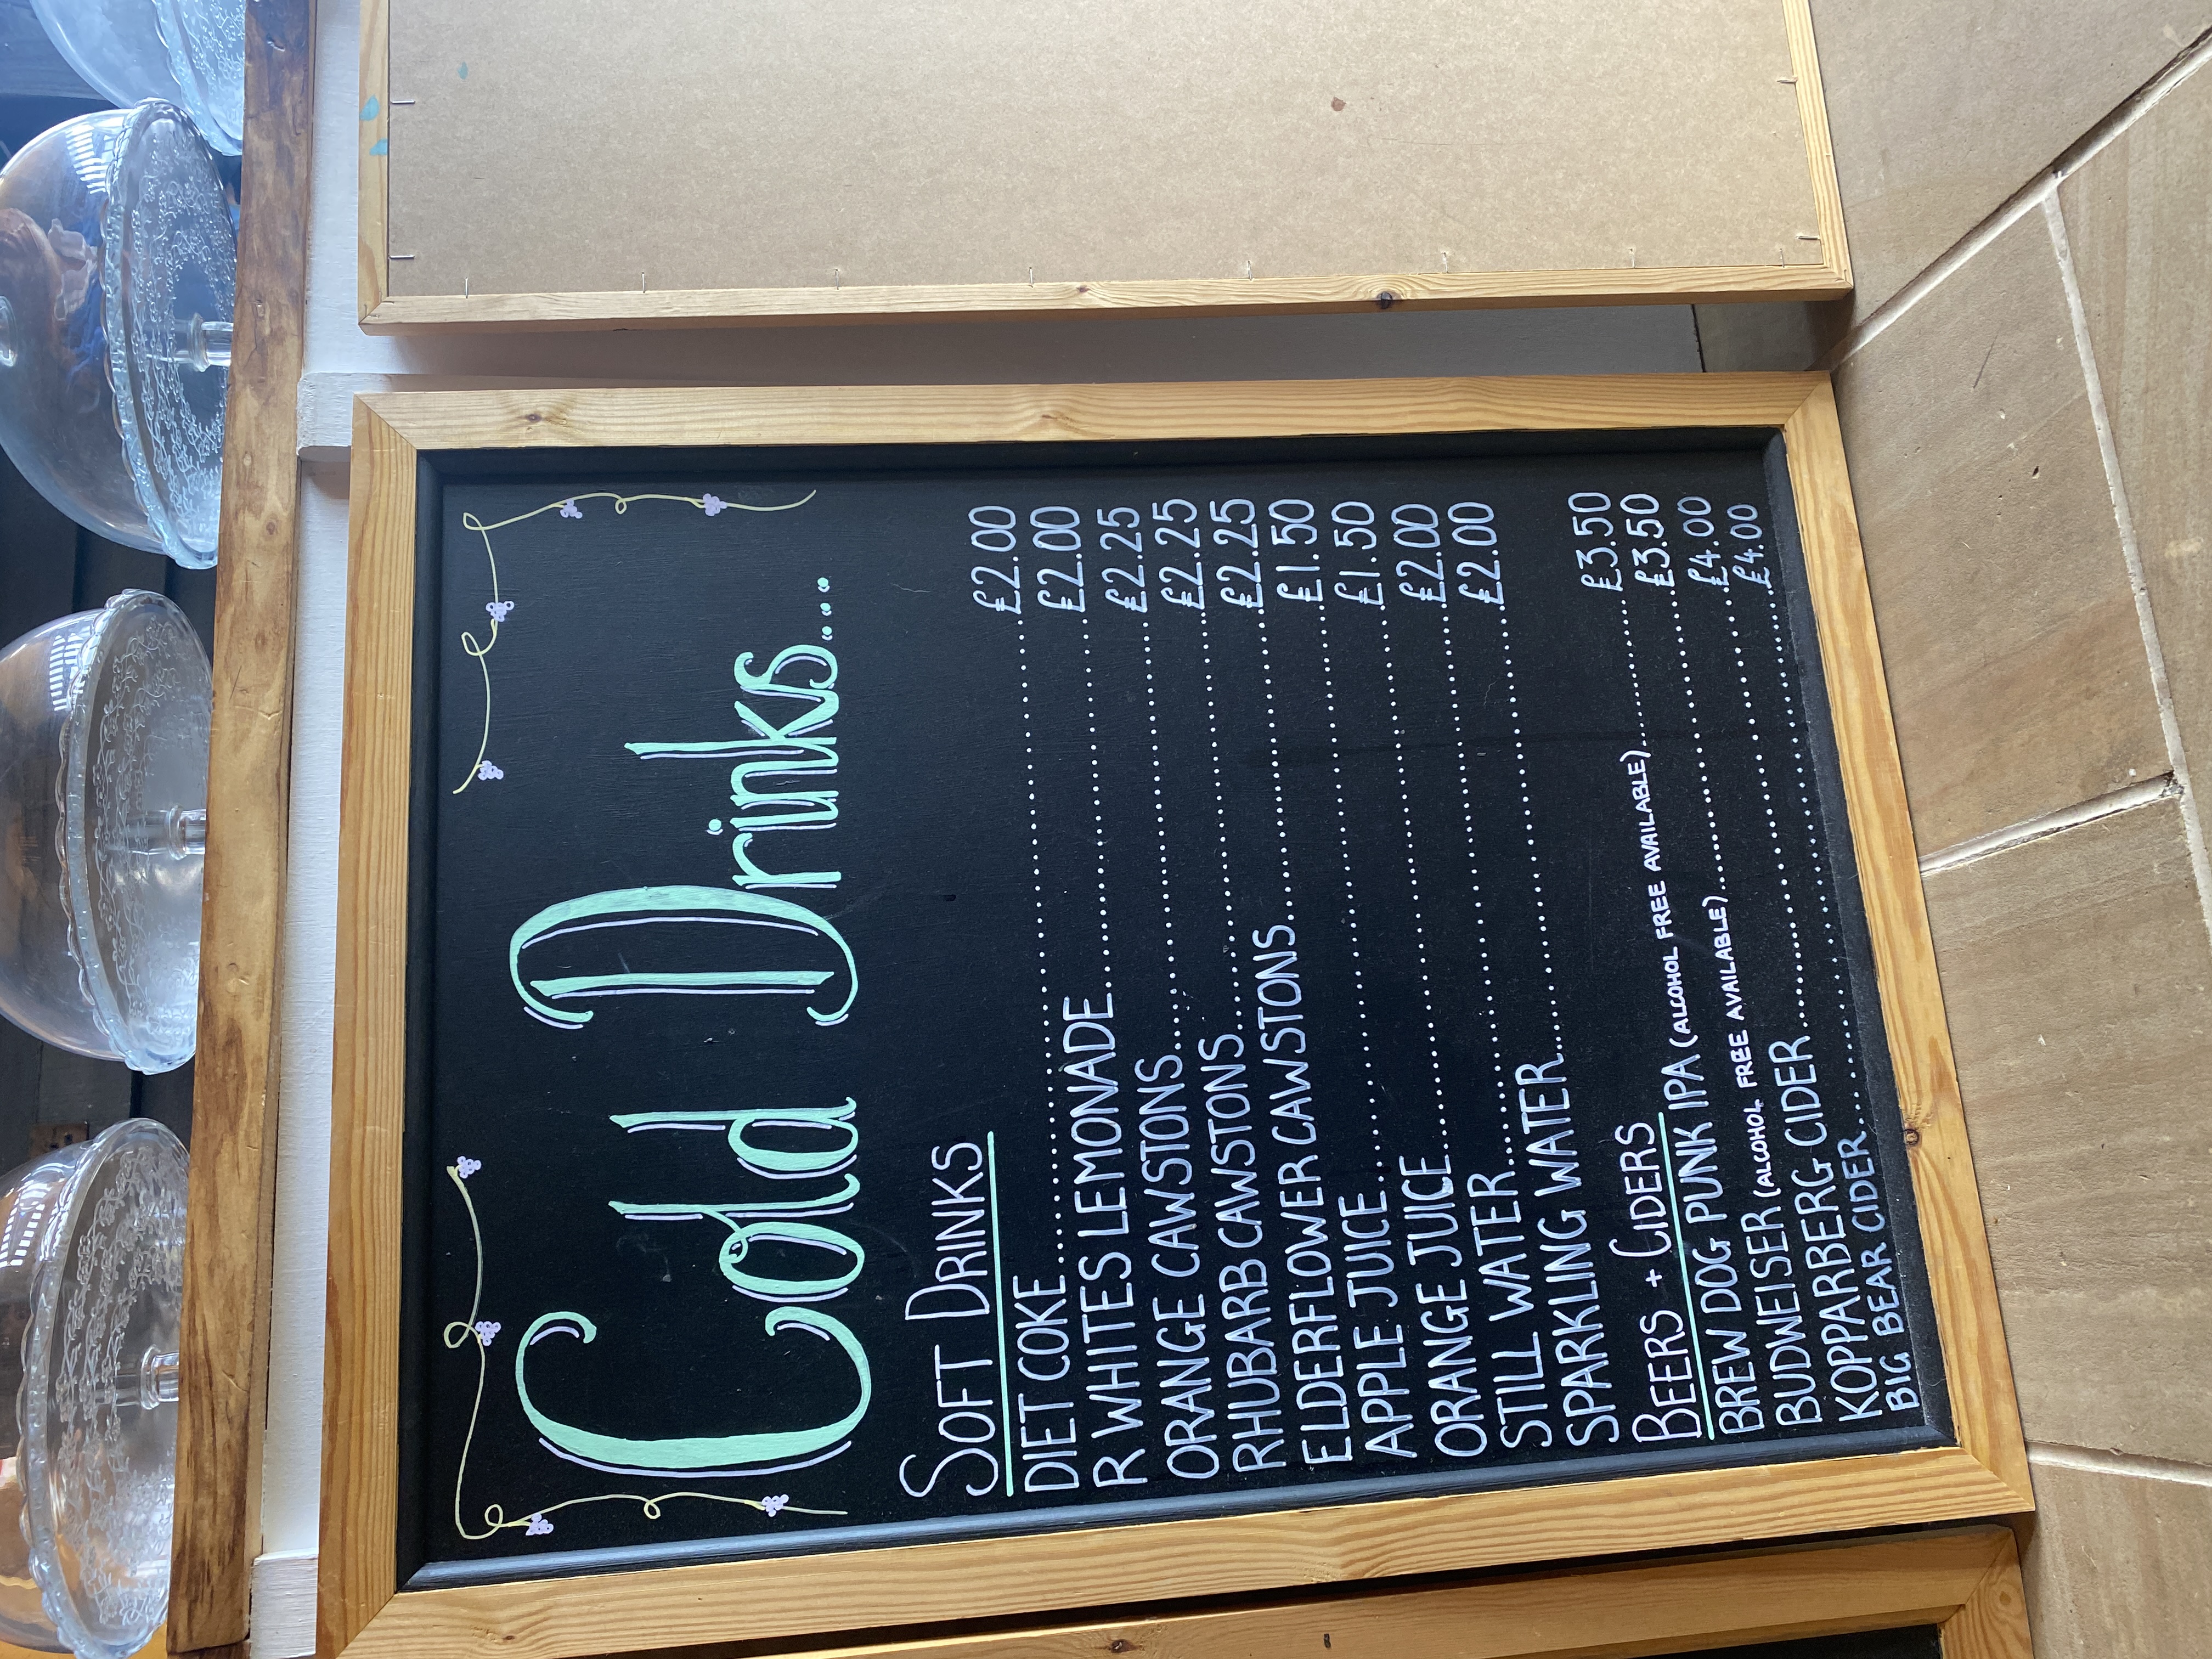 Cold Drinks...
SOFT DRINKS
DIET COKE............£2.00
R WHITES LEMONADE............£2.00
ORANGE CAWSTONS............£2.25
RHUBARB CAWSTONS............£2.25
ELDERFLOWER CAWSTONS............£2.25
APPLE JUICE............£1.50
ORANGE JUICE............£1.50
STILL WATER............£2.00
SPARKLING WATER............£2.00
BEERS + CIDERS
BREW DOG PUNK IPA (ALCOHOL FREE AVAILABLE)............£3.50
BUDWEISER (ALCOHOL FREE AVAILABLE)............£3.50
KOPPARBERG CIDER............£4.00
BIG BEAR CIDER............£4.00